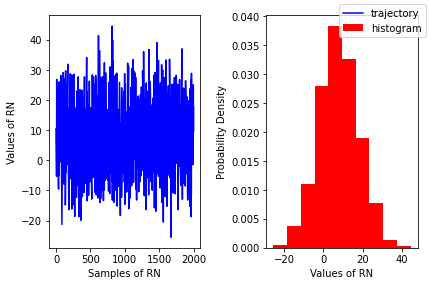 trajectory
histogram
Values of RN
40
30
20
10
0
−10
−20
0 500 1000 1500 2000
Samples of RN
Probability Density
0.040
0.035
0.030
0.025
0.020
0.015
0.010
0.005
0.000
−20 0 20 40
Values of RN